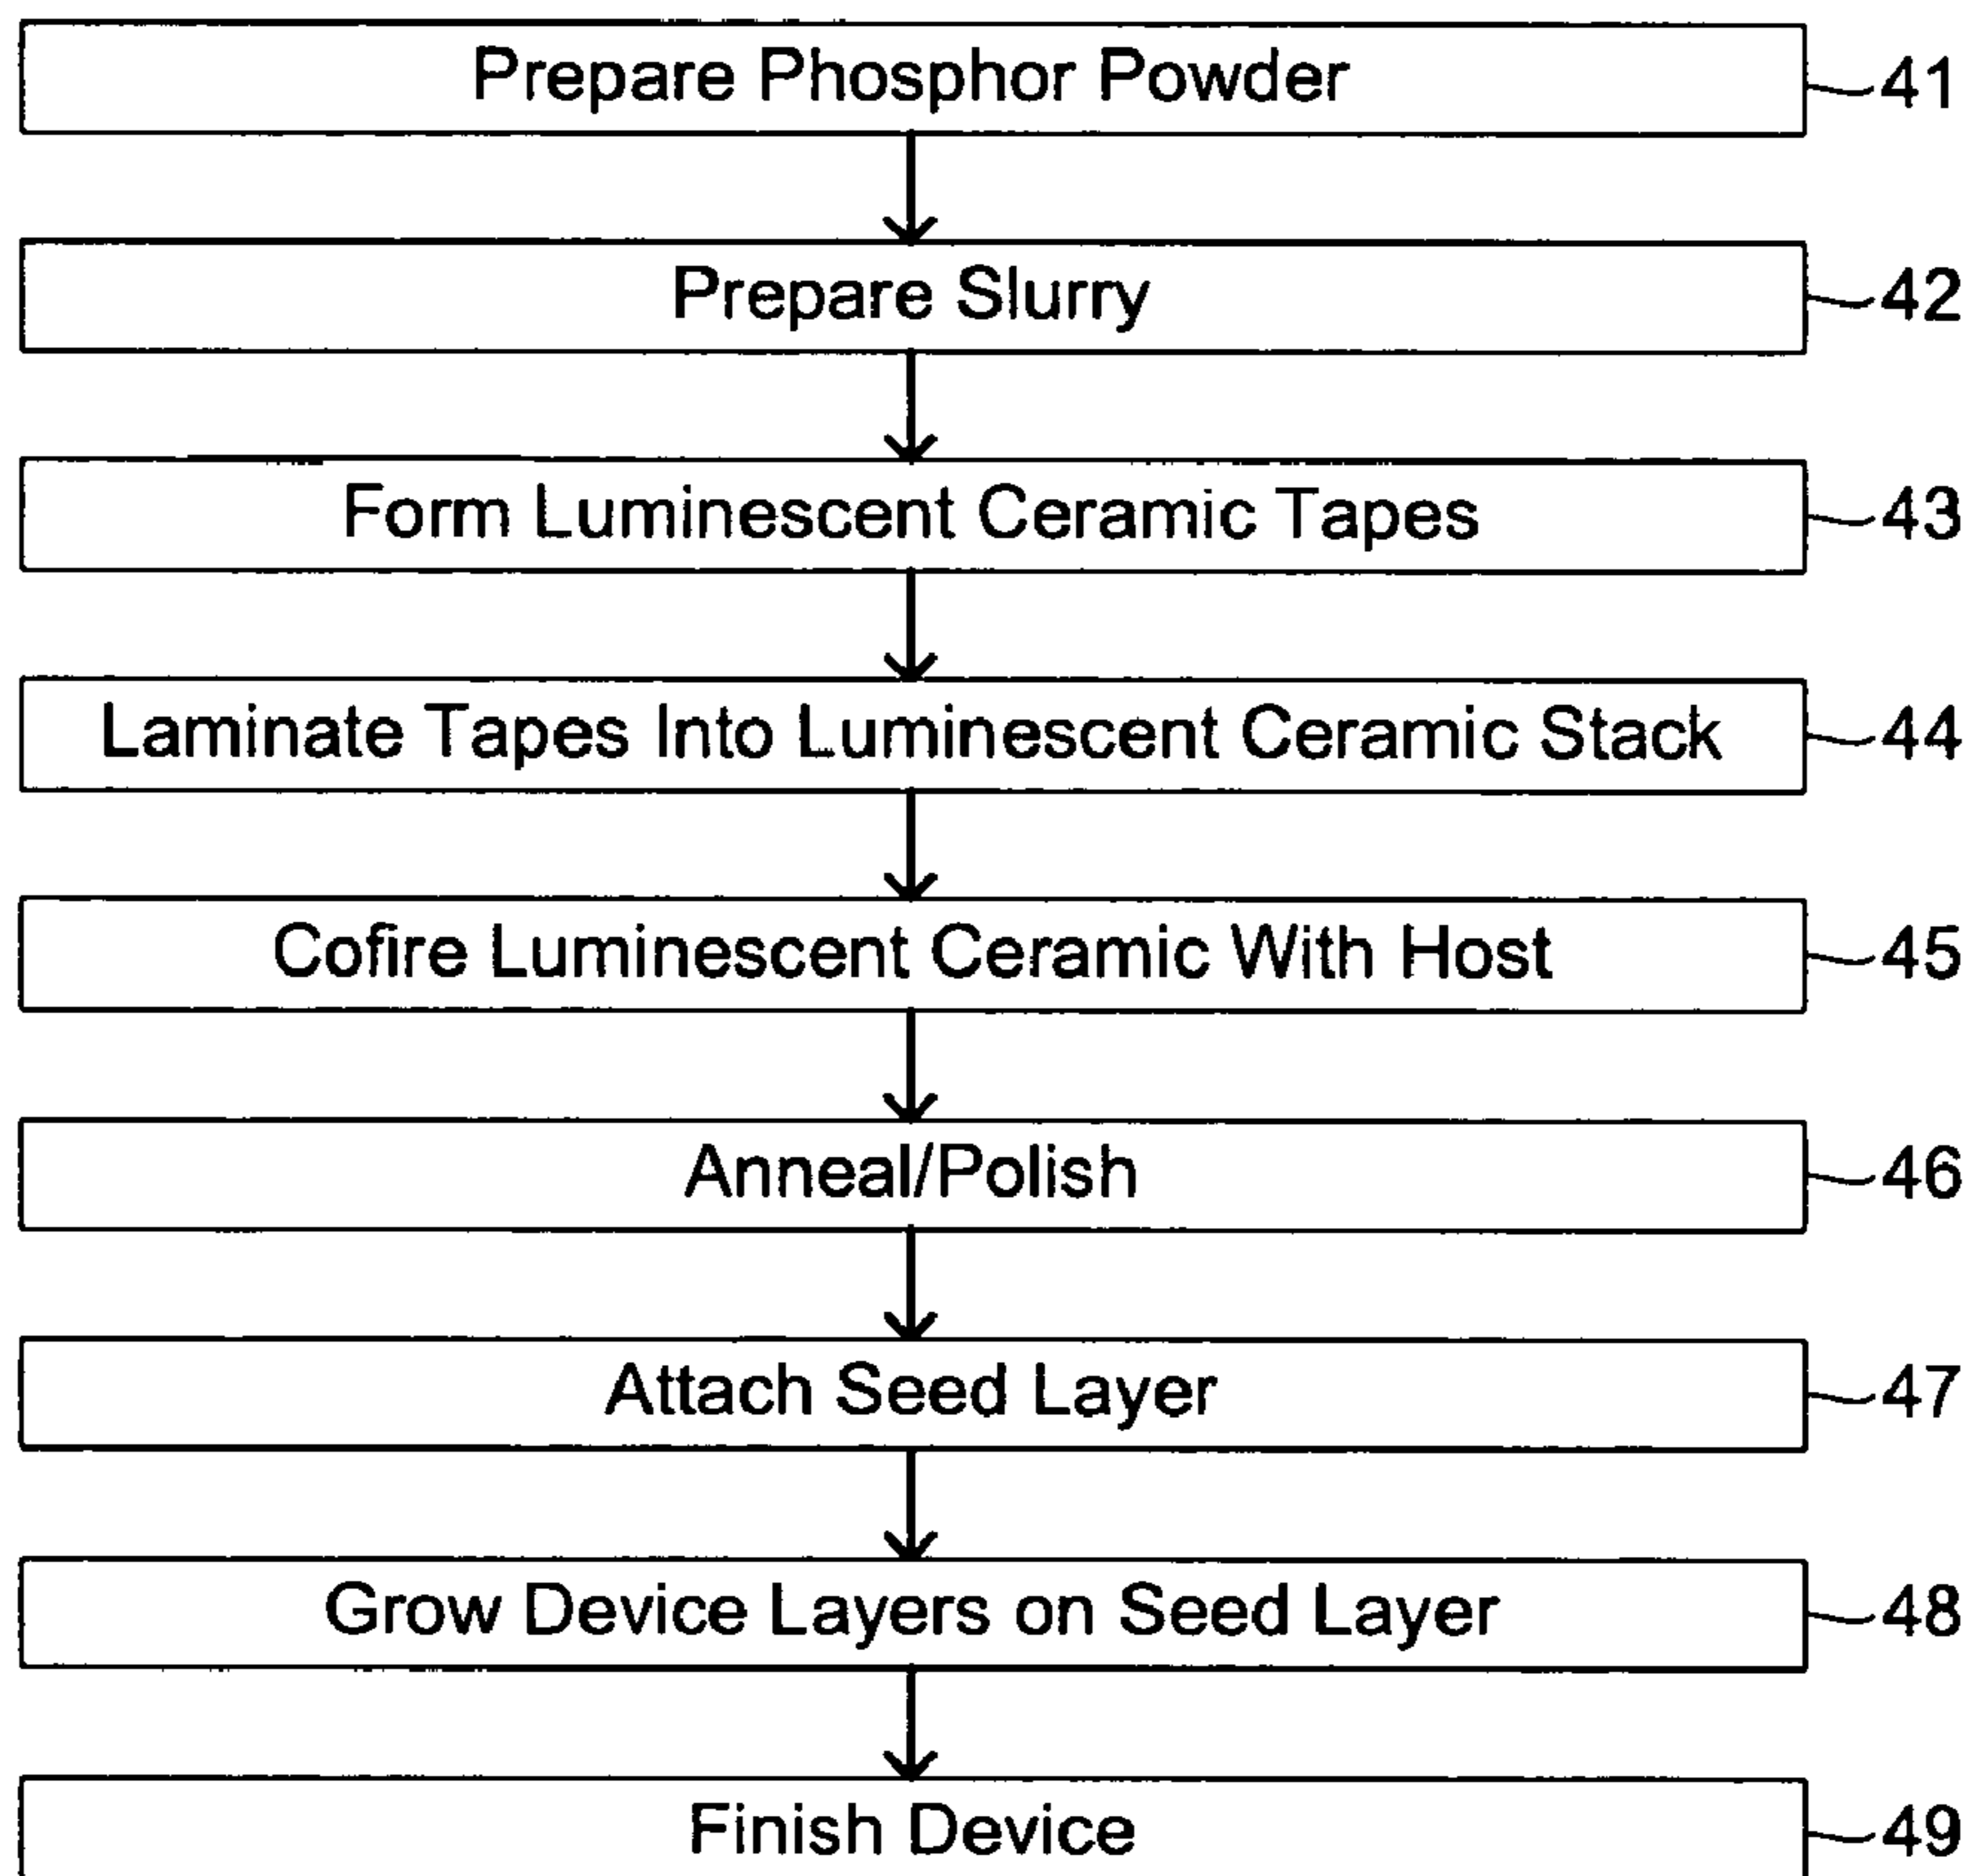 Prepare Phosphor Powder 41
Prepare Slurry 42
Form Luminescent Ceramic Tapes 43
Laminate Tapes Into Luminescent Ceramic Stack 44
Cofire Luminescent Ceramic With Host 45
Anneal/Polish 46
Attach Seed Layer 47
Grow Device Layers on Seed Layer 48
Finish Device 49